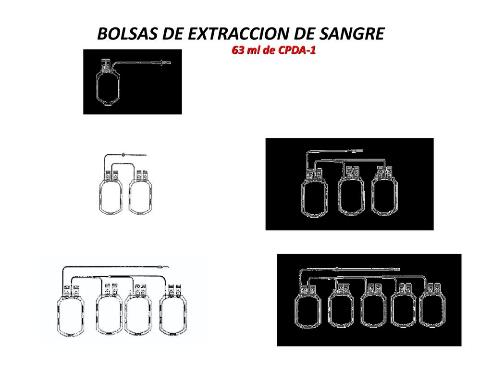 BOLSAS DE EXTRACCION DE SANGRE
63 ml de CPDA-1